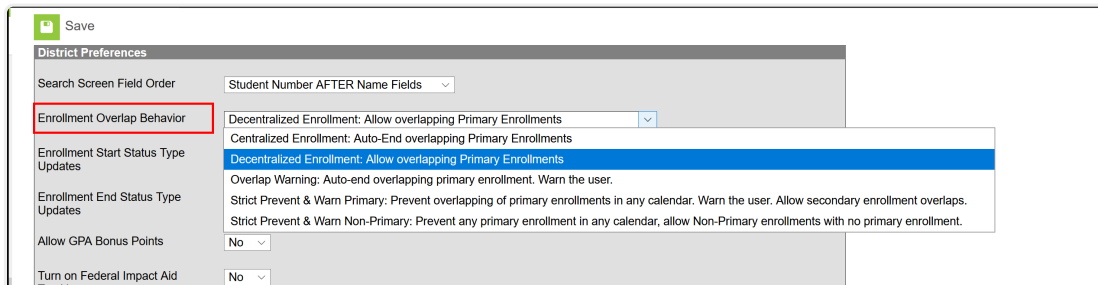 Save
District Preferences
Search Screen Field Order
Student Number AFTER Name Fields
Enrollment Overlap Behavior
Decentralized Enrollment: Allow overlapping Primary Enrollments
Centralized Enrollment: Auto-End overlapping Primary Enrollments
Decentralized Enrollment: Allow overlapping Primary Enrollments
Overlap Warning: Auto-end overlapping primary enrollment. Warn the user.
Strict Prevent & Warn Primary: Prevent overlapping of primary enrollments in any calendar. Warn the user. Allow secondary enrollment overlaps.
Strict Prevent & Warn Non-Primary: Prevent any primary enrollment in any calendar, allow Non-Primary enrollments with no primary enrollment.
Enrollment Start Status Type
Updates
Enrollment End Status Type
Updates
Allow GPA Bonus Points
No
Turn on Federal Impact Aid
No